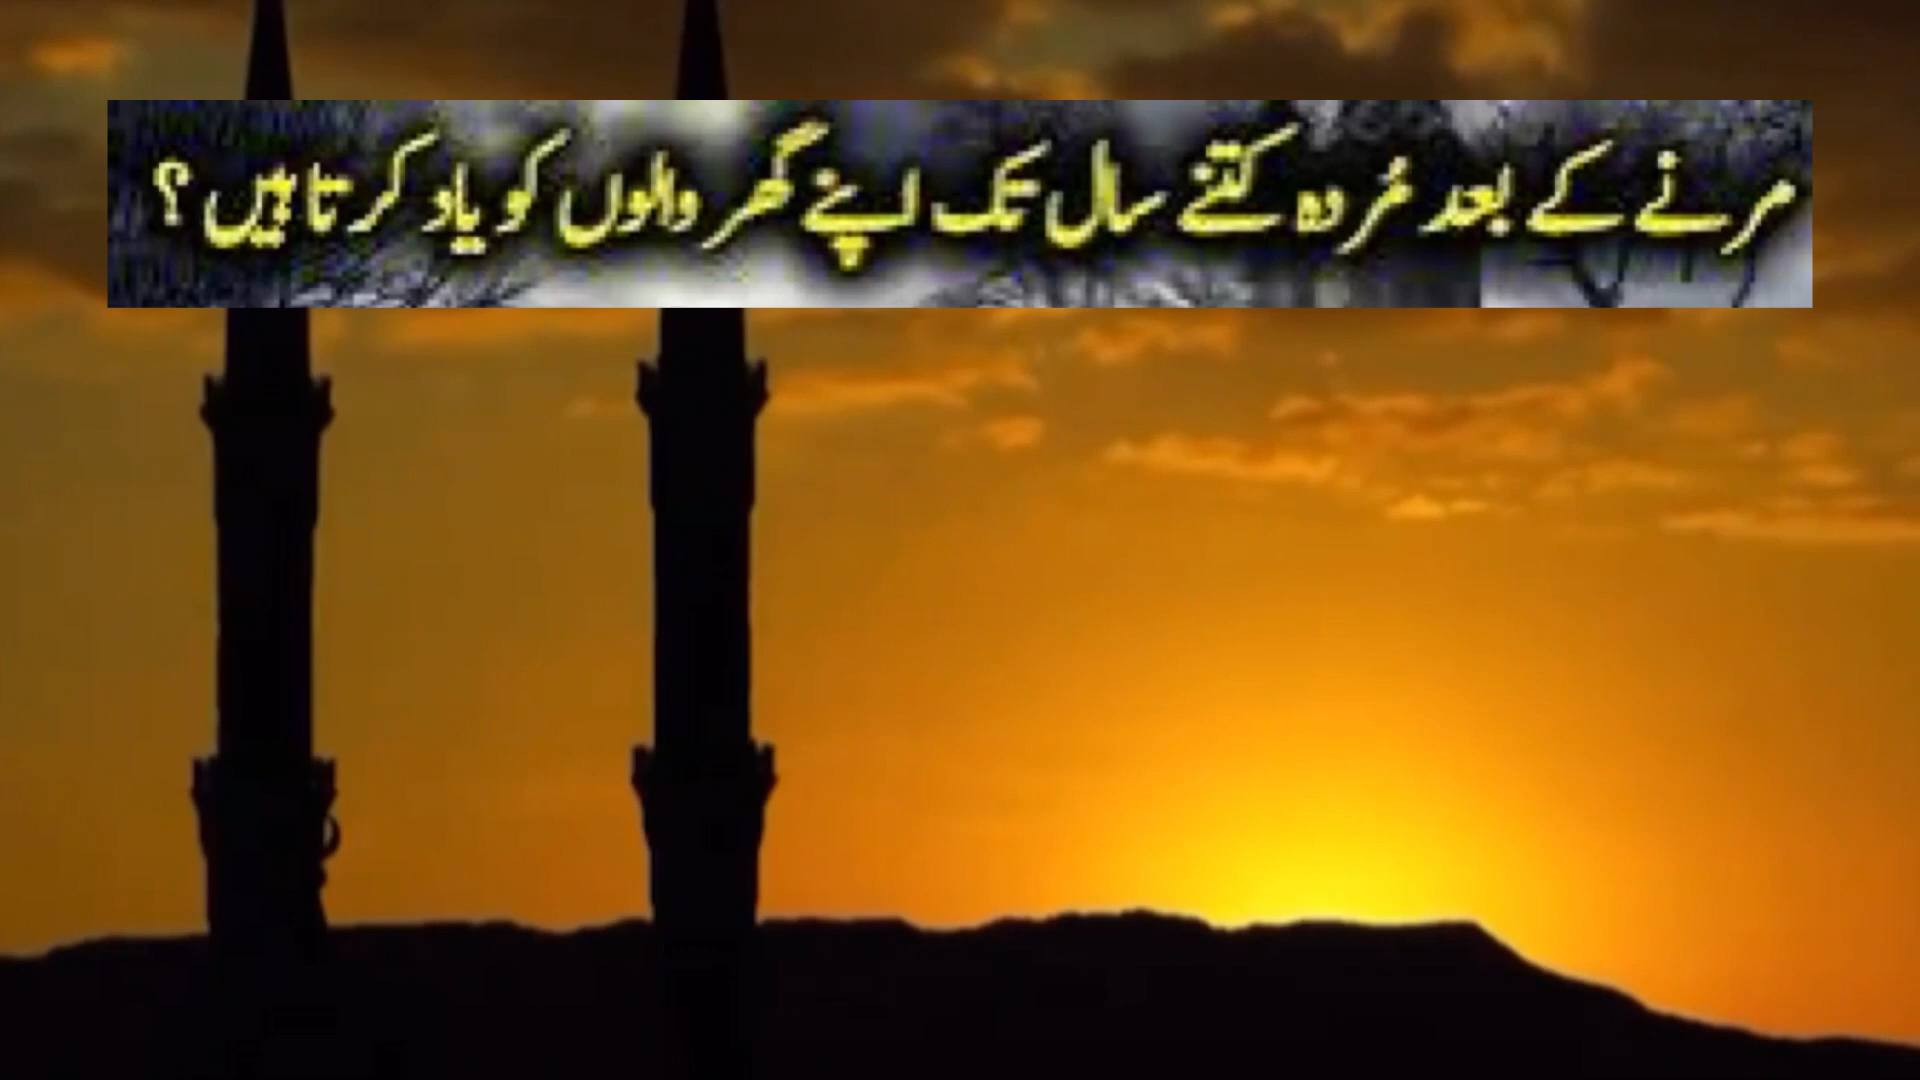 مرنے کے بعد مُردہ کتنے سال تک اپنے گھر والوں کو یاد کرتا ہیں ؟